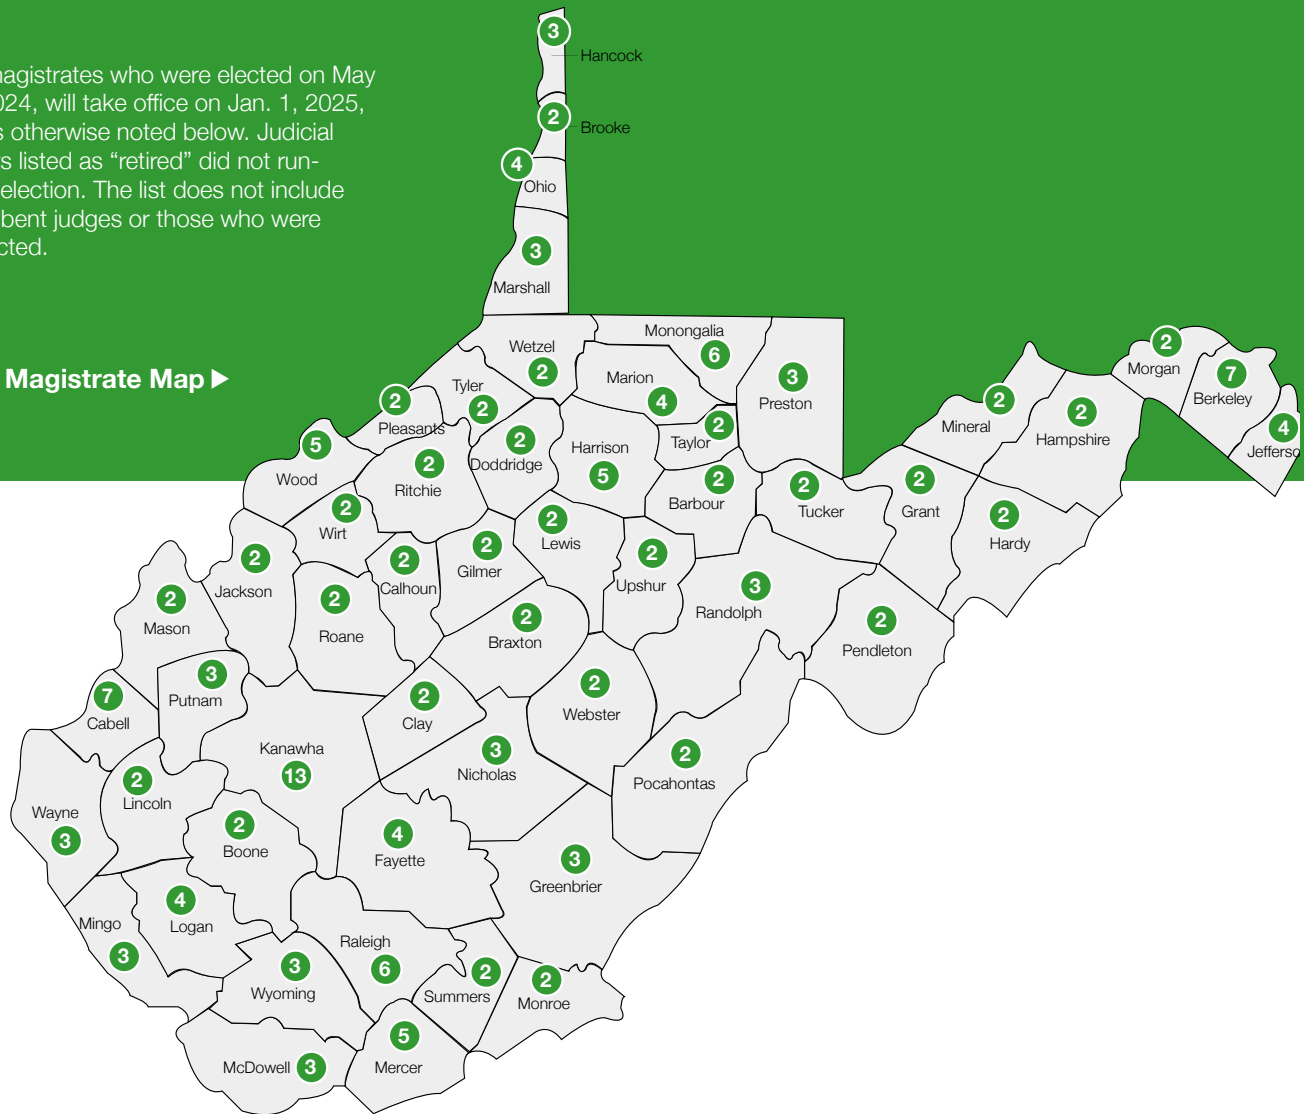 3
Hancock
magistrates who were elected on May
2024, will take office on Jan. 1, 2025,
s otherwise noted below. Judicial
rs listed as “retired” did not run-
election. The list does not include
bent judges or those who were
cted.
2
Brooke
4
Ohio
3
Marshall
Magistrate Map ▶
Wetzel
2
Monongalia
6
Marion
4
3
Preston
Tyler
2
2
Pleasants
2
Taylor
2
Morgan
7
Berkeley
4
Jefferso
2
Mineral
2
Hampshire
5
Wood
2
Ritchie
2
Doddridge
Harrison
5
2
Barbour
2
Tucker
2
Grant
2
Hardy
2
Wirt
2
Lewis
2
Gilmer
2
Calhoun
2
Upshur
2
Jackson
2
Roane
2
Mason
2
Braxton
3
Randolph
2
Pendleton
3
Putnam
7
Cabell
2
Clay
2
Webster
Kanawha
13
3
Nicholas
2
Pocahontas
2
Lincoln
Wayne
3
2
Boone
4
Fayette
3
Greenbrier
4
Logan
Mingo
3
Raleigh
6
3
Wyoming
2
Summers
2
Monroe
5
Mercer
McDowell 3